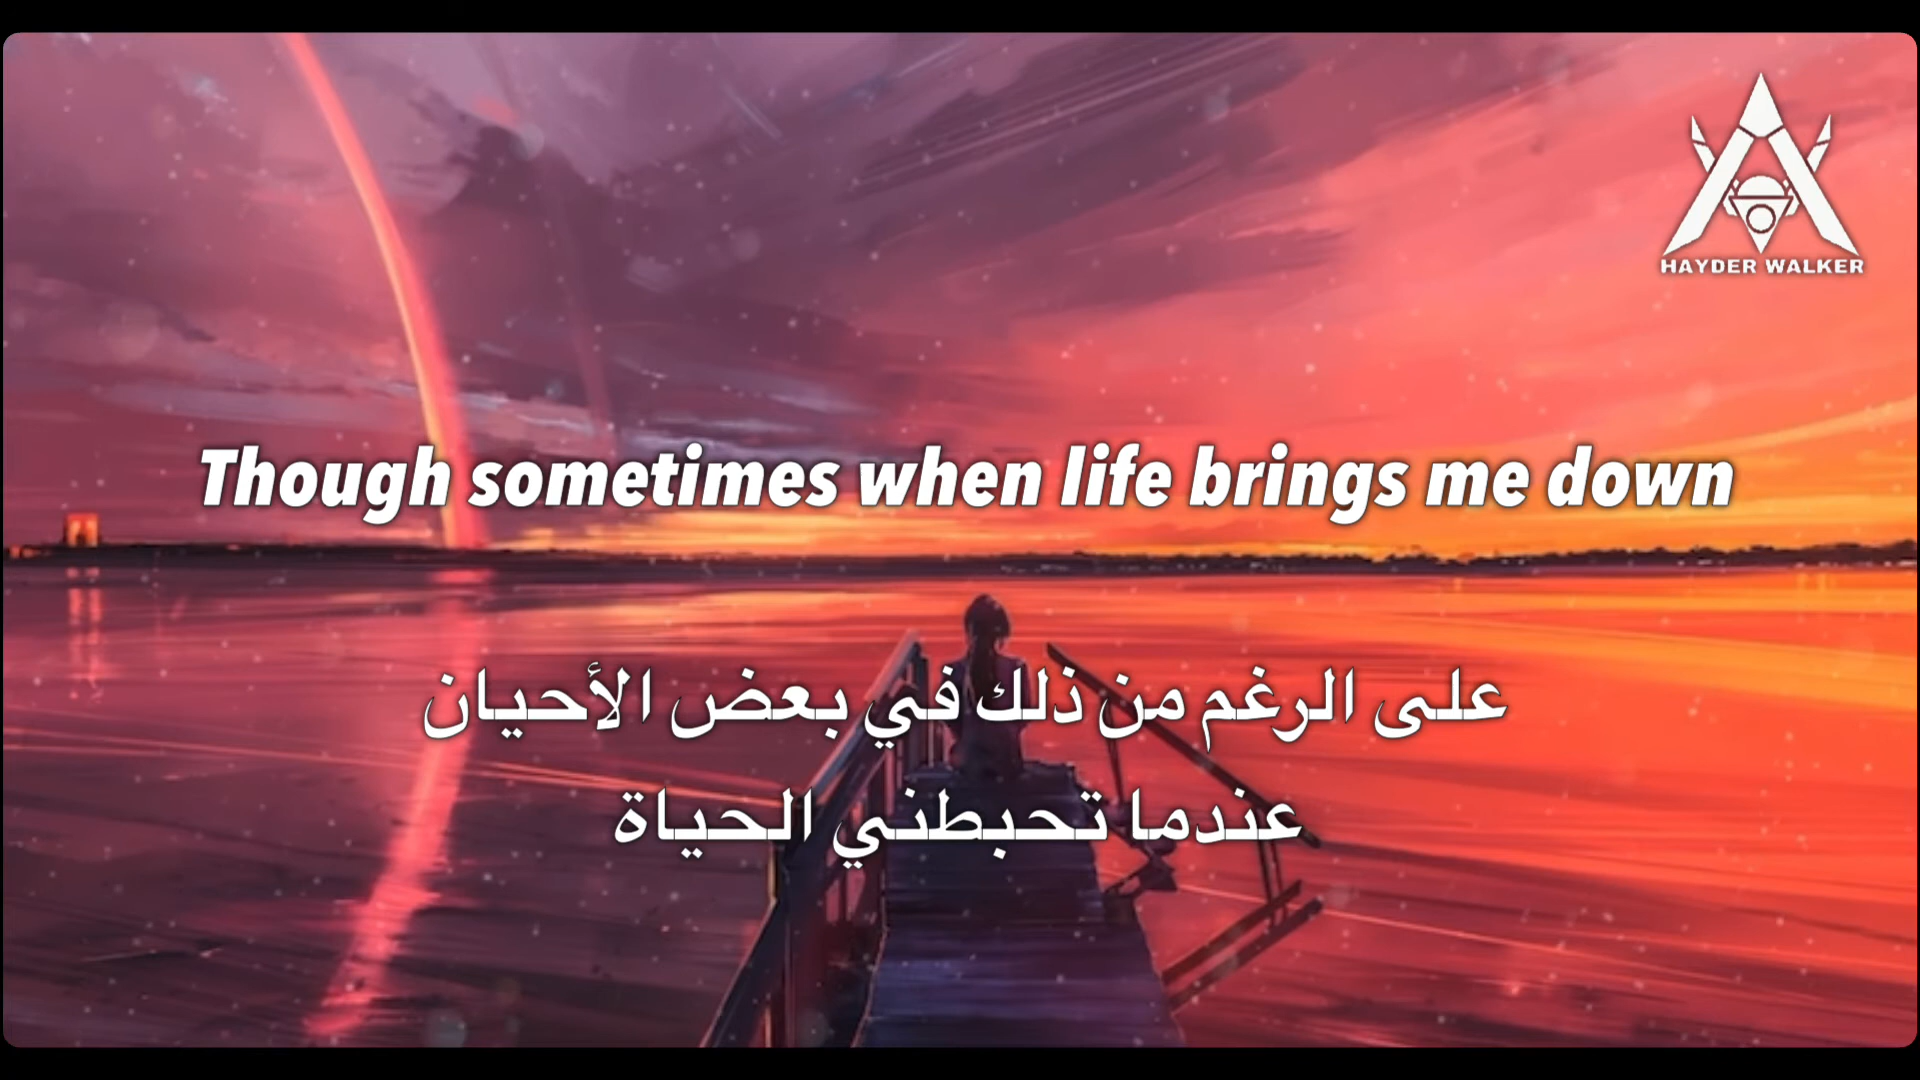 HAYDER WALKER
Though sometimes when life brings me down
على الرغم من ذلك في بعض الأحيان
عندما تحبطني الحياة